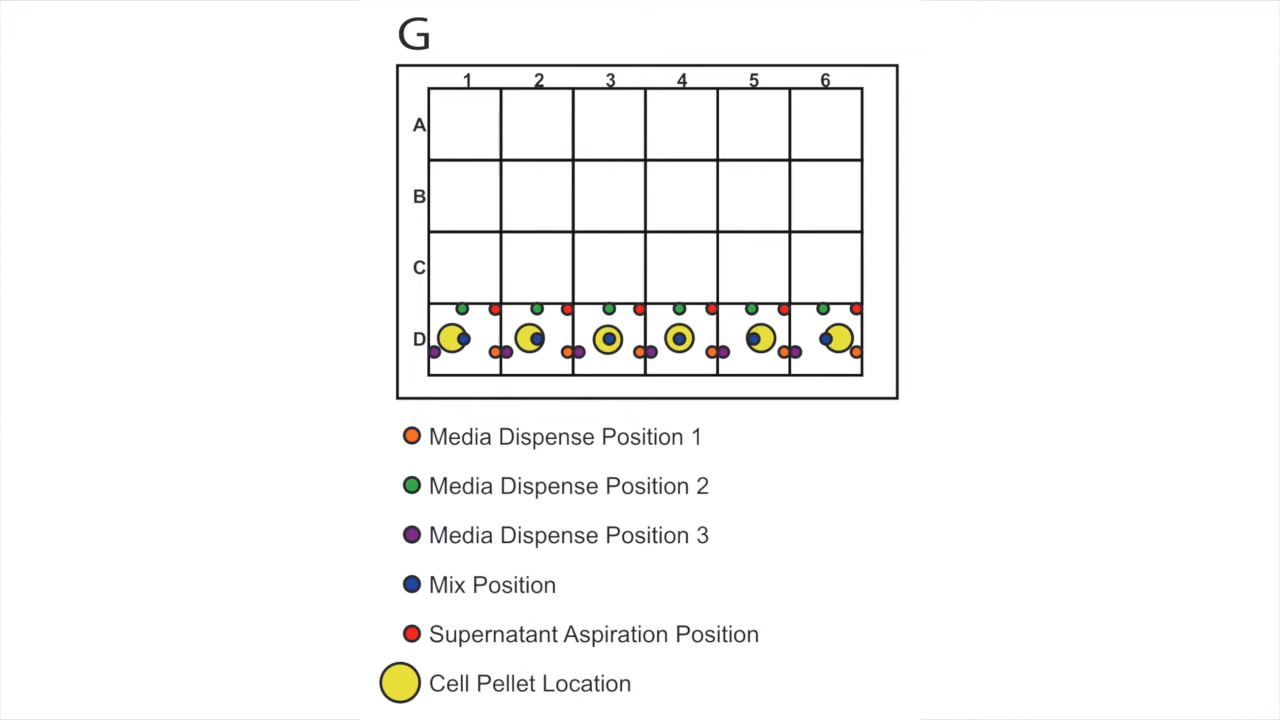 G
1 2 3 4 5 6
A
B
C
D
Media Dispense Position 1
Media Dispense Position 2
Media Dispense Position 3
Mix Position
Supernatant Aspiration Position
Cell Pellet Location